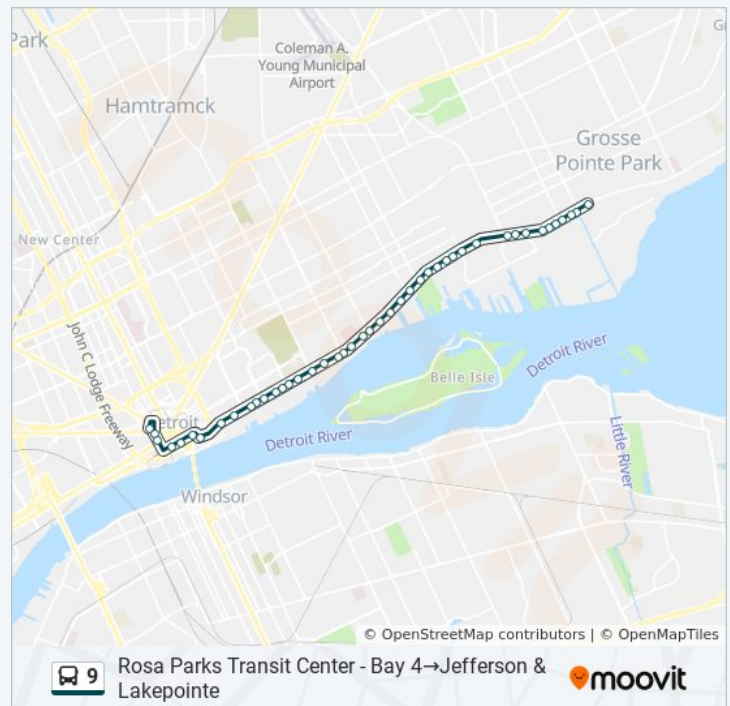 Park
Coleman A.
Young Municipal
Airport
Hamtramck
Grosse
Pointe Park
New Center
John C Lodge Freeway
Belle Isle
Detroit River
Detroit River
Little River
Windsor
© OpenStreetMap contributors | © OpenMapTiles
9
Rosa Parks Transit Center - Bay 4→Jefferson &
Lakepointe
moovit